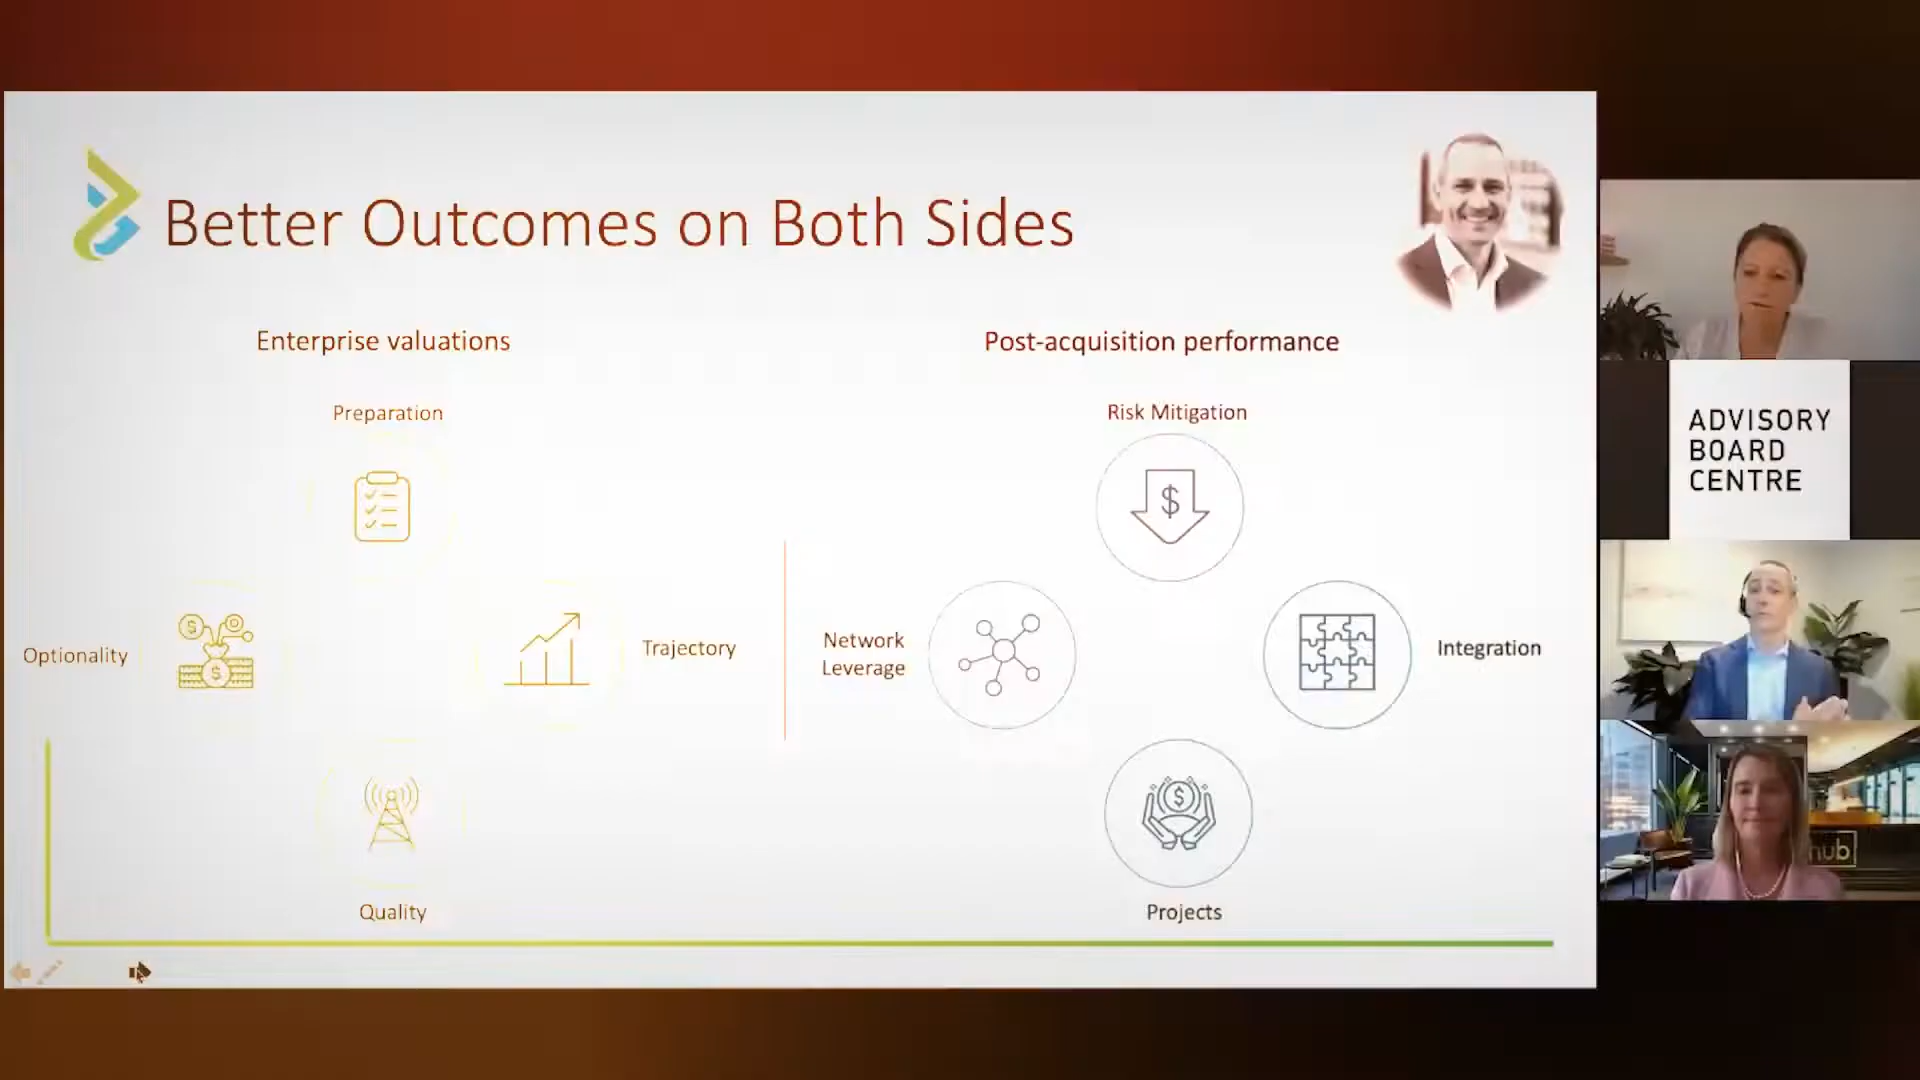 Better Outcomes on Both Sides
Enterprise valuations
Preparation
Optionality
Trajectory
Quality
Post-acquisition performance
Risk Mitigation
Network
Leverage
Integration
Projects
ADVISORY
BOARD
CENTRE
hub